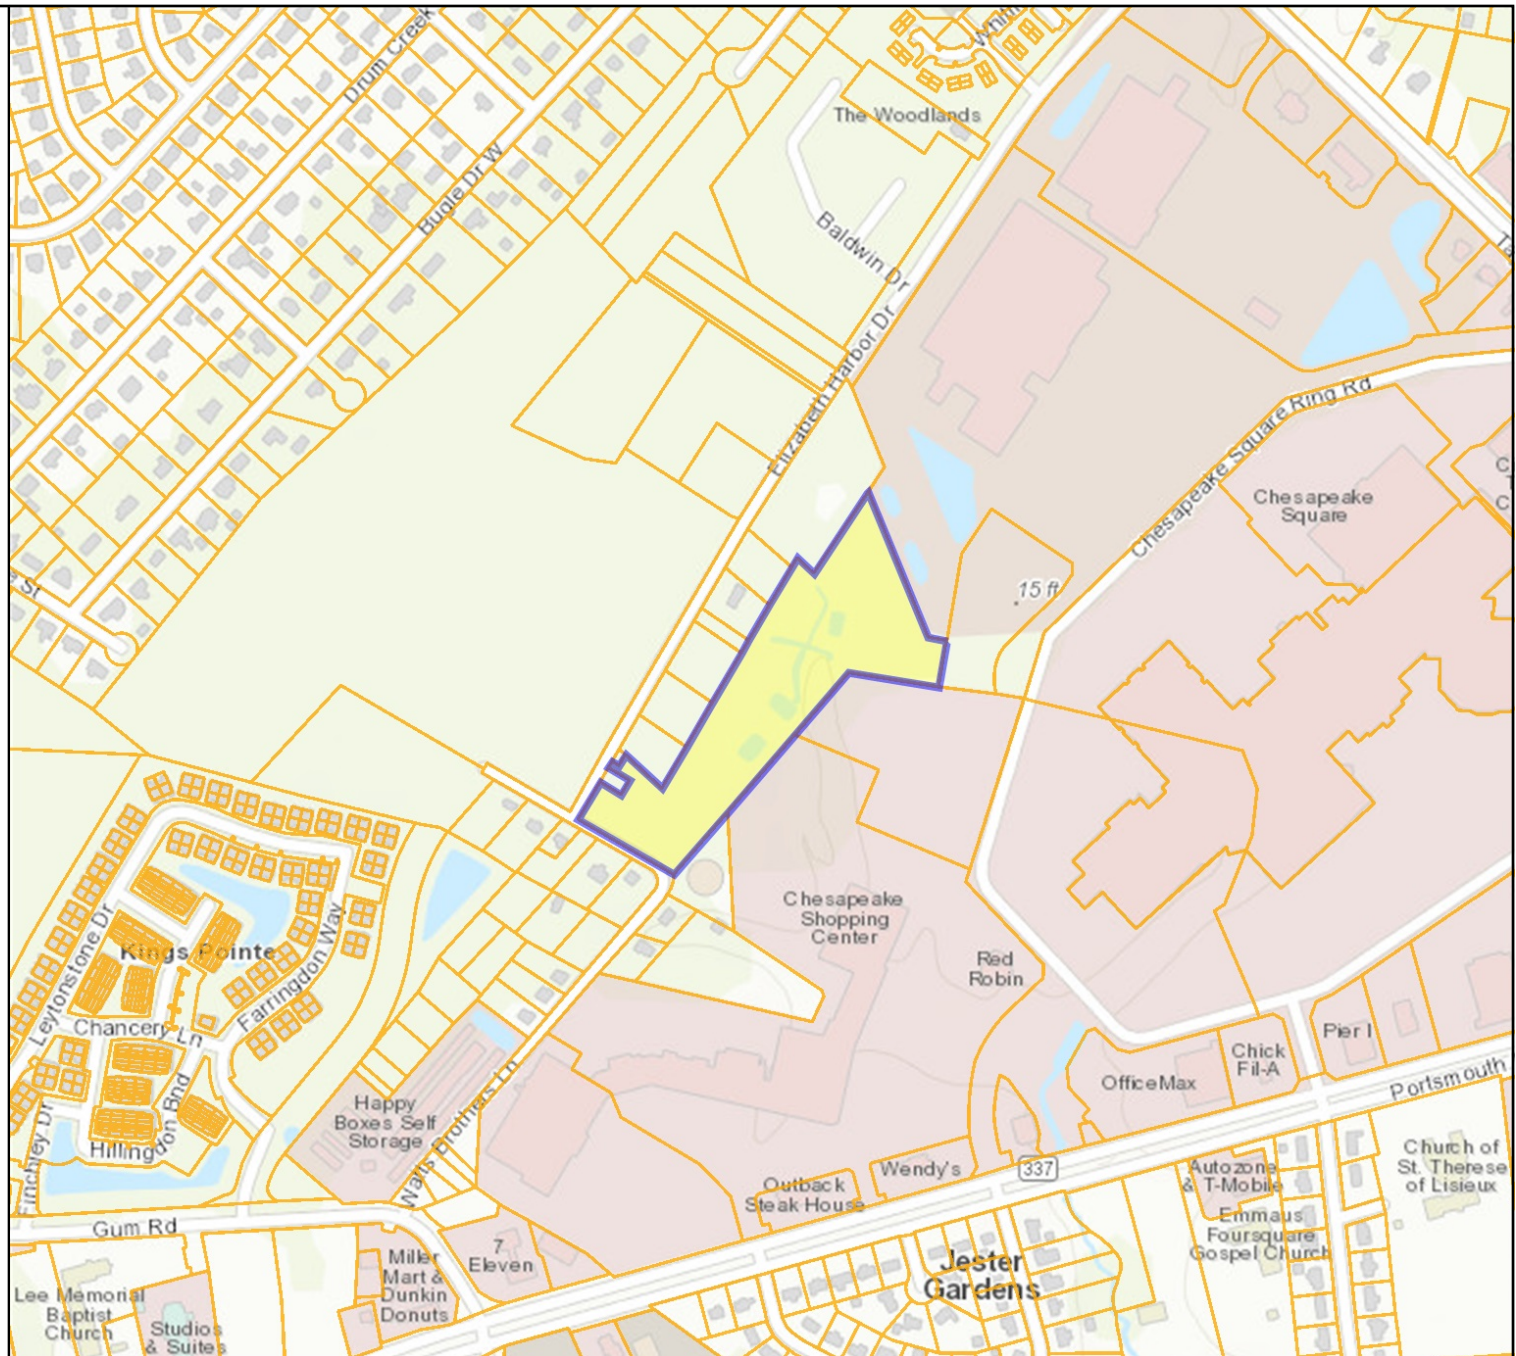 Drum Creek
The Woodlands
Bugle Dr W
Baldwin Dr
Elizabeth Harbor Dr
Chesapeake Square Ring Rd
Chesapeake
Square
15 ft
Chesapeake
Shopping
Center
Red
Robin
Kings Pointe
Leytonstone Dr
Farringdon Way
Chancery Ln
Hillingdon Bnd
Finchley Dr
Happy
Boxes Self
Storage
Watts Brothers Ln
Pier I
Chick
Fil-A
OfficeMax
Portsmouth
Wendy's
337
Outback
Steak House
Autozone
& T-Mobile
Church of
St. Therese
of Lisieux
Emmaus
Foursquare
Gospel Church
Gum Rd
7
Eleven
Miller
Mart &
Dunkin
Donuts
Jester
Gardens
Lee Memorial
Baptist
Church
Studios
& Suites